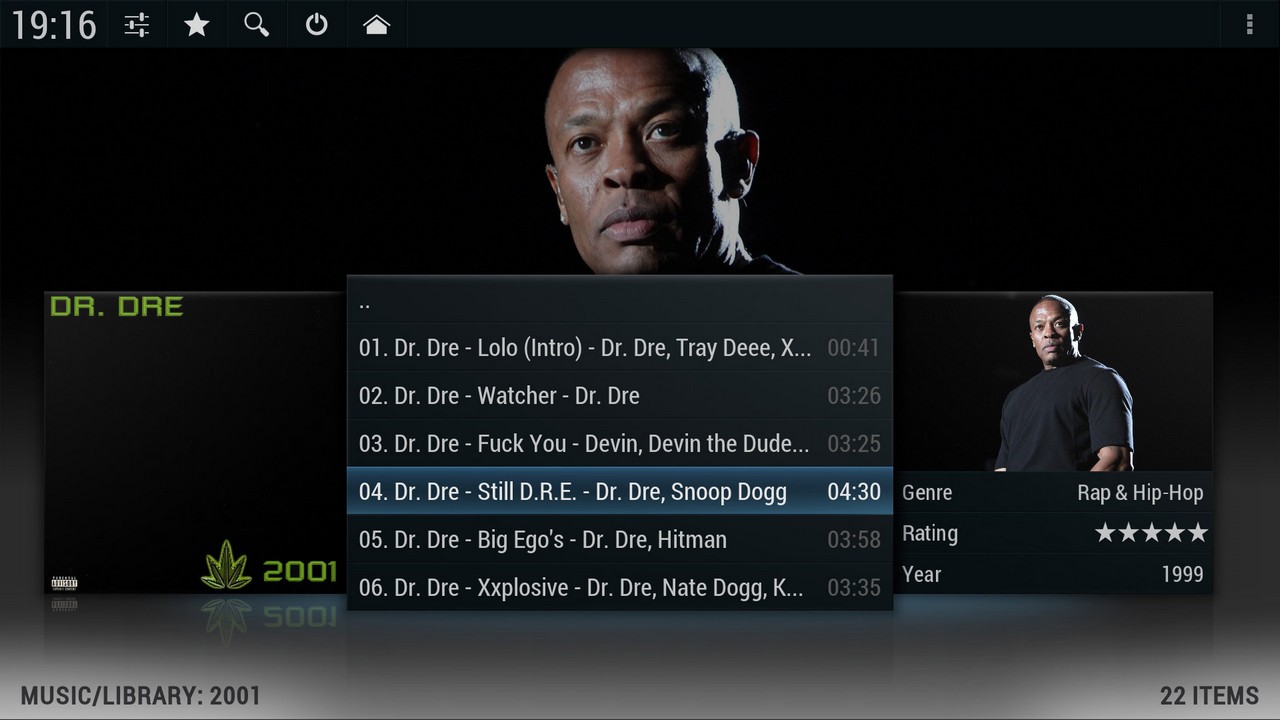 19:16
DR. DRE
..
01. Dr. Dre - Lolo (Intro) - Dr. Dre, Tray Deee, X... 00:41
02. Dr. Dre - Watcher - Dr. Dre 03:26
03. Dr. Dre - Fuck You - Devin, Devin the Dude... 03:25
04. Dr. Dre - Still D.R.E. - Dr. Dre, Snoop Dogg 04:30
05. Dr. Dre - Big Ego's - Dr. Dre, Hitman 03:58
06. Dr. Dre - Xxplosive - Dr. Dre, Nate Dogg, K... 03:35
Genre Rap & Hip-Hop
Rating ★★★★★
Year 1999
PARENTAL
ADVISORY
EXPLICIT CONTENT
2001
MUSIC/LIBRARY: 2001
22 ITEMS